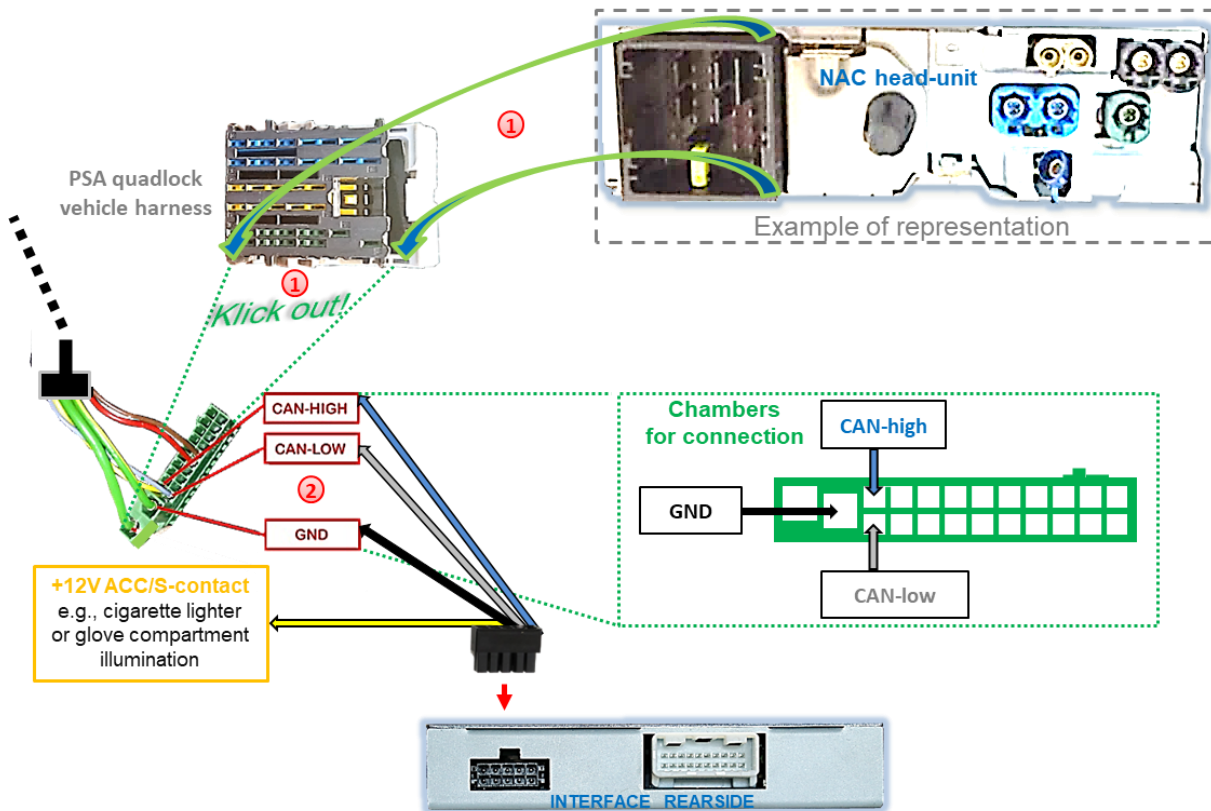 NAC head-unit
1
PSA quadlock
vehicle harness
Example of representation
1
Klick out!
CAN-HIGH
CAN-LOW
2
GND
Chambers
for connection
CAN-high
GND
CAN-low
+12V ACC/S-contact
e.g., cigarette lighter
or glove compartment
illumination
INTERFACE REARSIDE